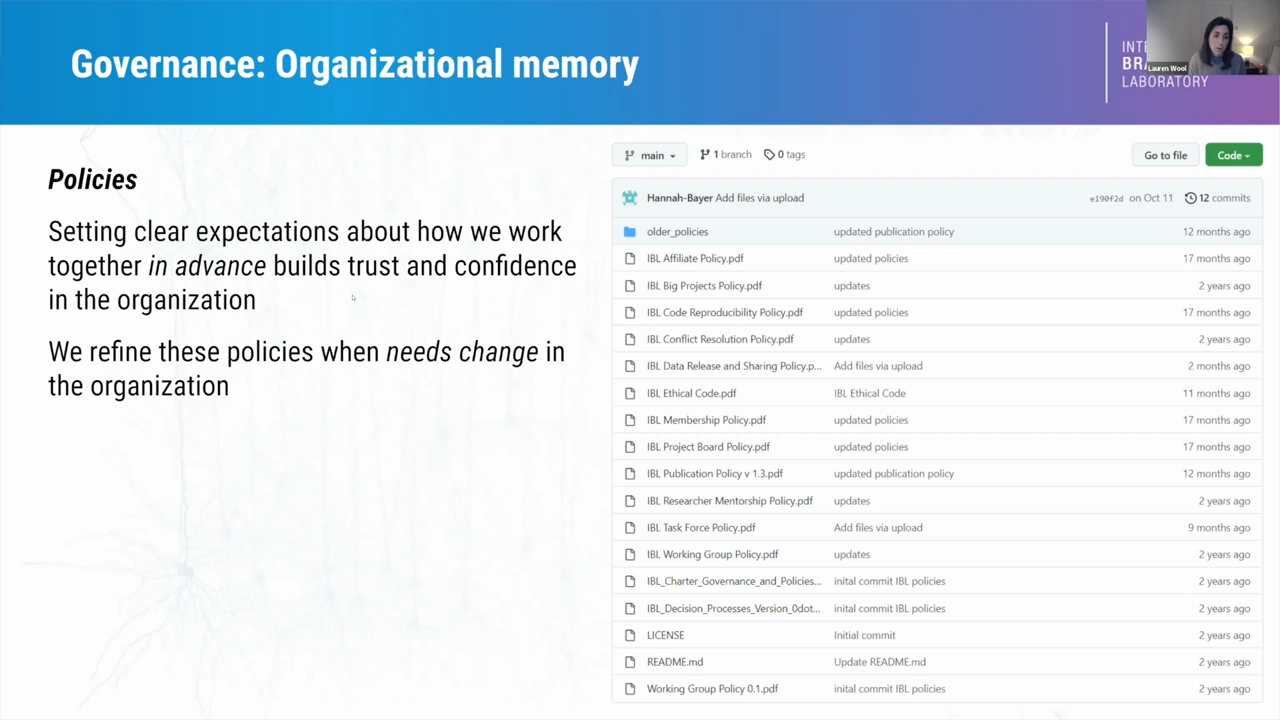 Governance: Organizational memory
INTE
BRA
LABORATORY
Lauren Wool
Policies
Setting clear expectations about how we work
together in advance builds trust and confidence
in the organization
We refine these policies when needs change in
the organization
main 1 branch 0 tags Go to file Code
Hannah-Bayer Add files via upload e190f2d on Oct 11 12 commits
older_policies updated publication policy 12 months ago
IBL Affiliate Policy.pdf updated policies 17 months ago
IBL Big Projects Policy.pdf updates 2 years ago
IBL Code Reproducibility Policy.pdf updated policies 17 months ago
IBL Conflict Resolution Policy.pdf updates 2 years ago
IBL Data Release and Sharing Policy.p... Add files via upload 2 months ago
IBL Ethical Code.pdf IBL Ethical Code 11 months ago
IBL Membership Policy.pdf updated policies 17 months ago
IBL Project Board Policy.pdf updated policies 17 months ago
IBL Publication Policy v 1.3.pdf updated publication policy 12 months ago
IBL Researcher Mentorship Policy.pdf updates 2 years ago
IBL Task Force Policy.pdf Add files via upload 9 months ago
IBL Working Group Policy.pdf updates 2 years ago
IBL_Charter_Governance_and_Policies... inital commit IBL policies 2 years ago
IBL_Decision_Processes_Version_0dot... inital commit IBL policies 2 years ago
LICENSE Initial commit 2 years ago
README.md Update README.md 2 years ago
Working Group Policy 0.1.pdf inital commit IBL policies 2 years ago